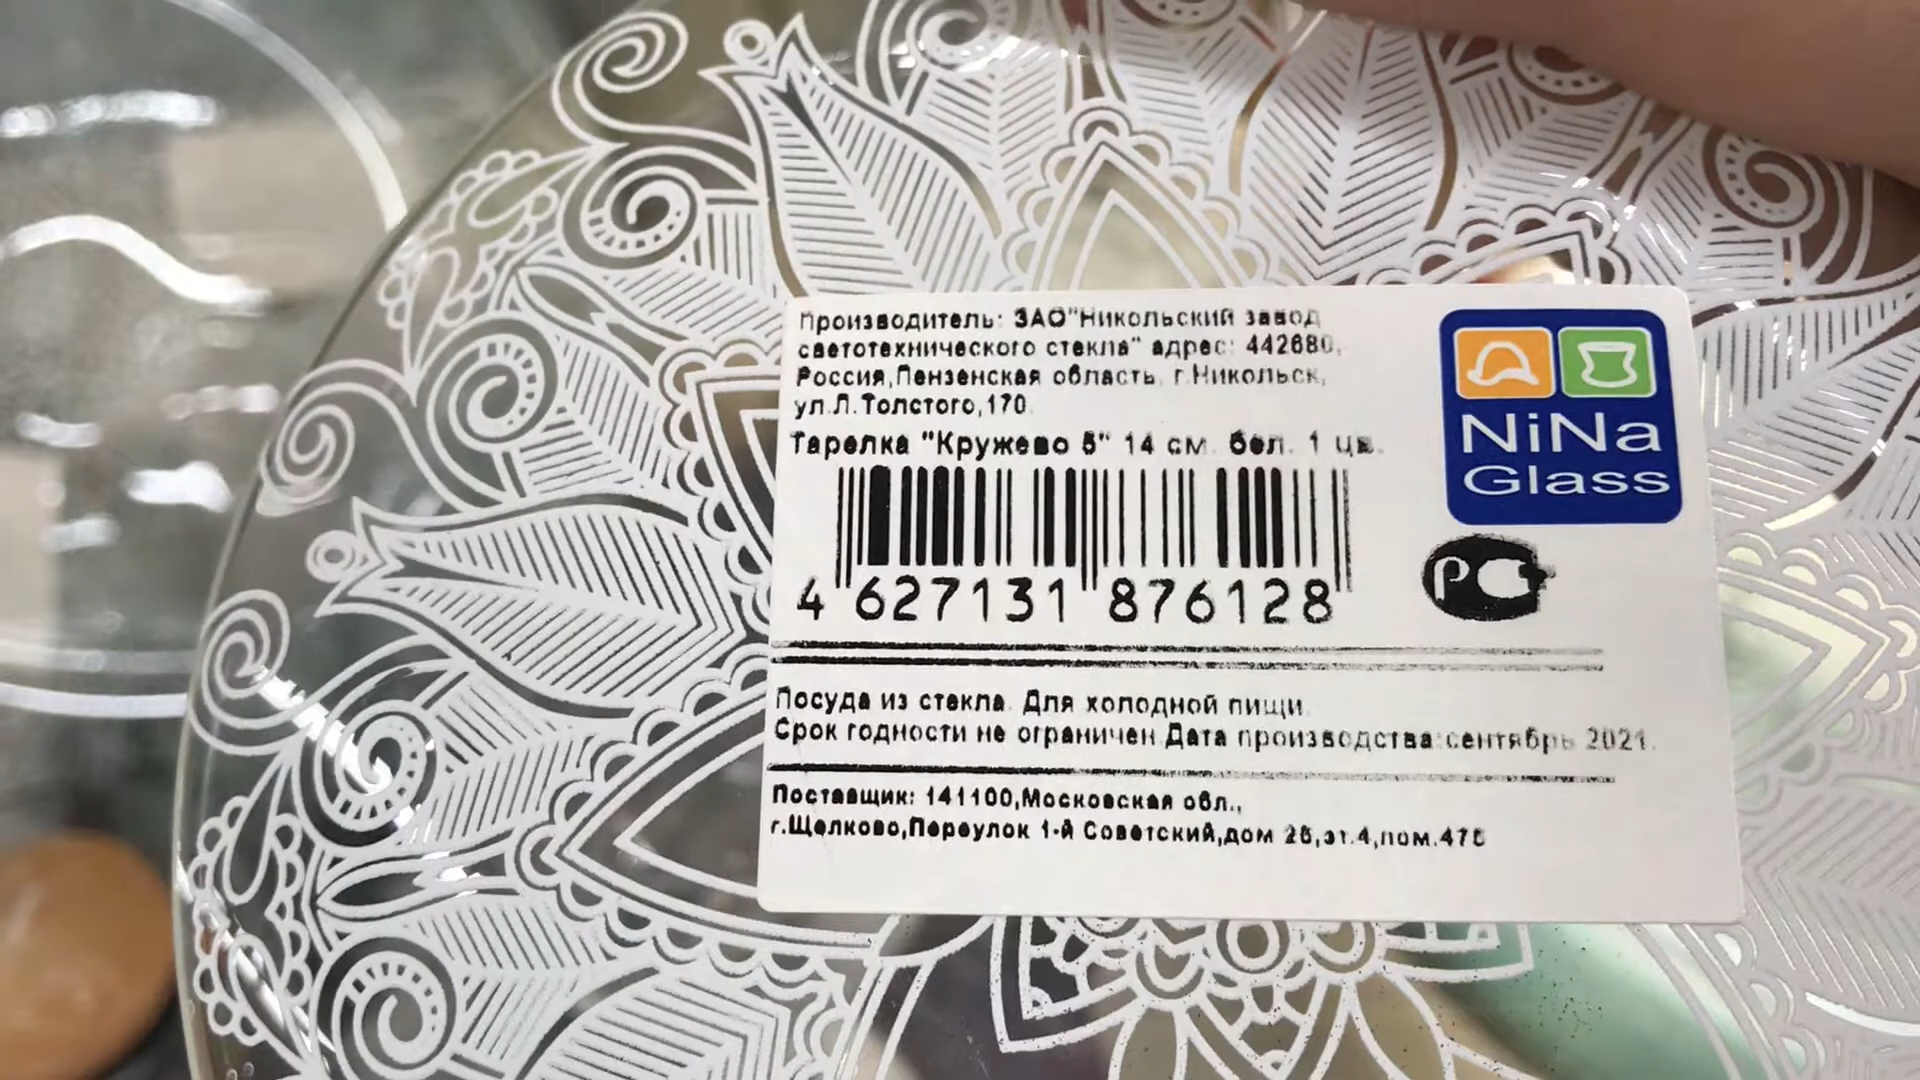 Производитель: ЗАО"Никольский завод
светотехнического стекла" адрес: 442680,
Россия,Пензенская область, г.Никольск,
ул.Л.Толстого,170.
Тарелка "Кружево 5" 14 см. бел. 1 цв.
4 627131 876128
NiNa
Glass
РС
Посуда из стекла. Для холодной пищи.
Срок годности не ограничен.Дата производства:сентябрь 2021.
Поставщик: 141100,Московская обл.,
г.Щелково,Переулок 1-й Советский,дом 25,эт.4,пом.